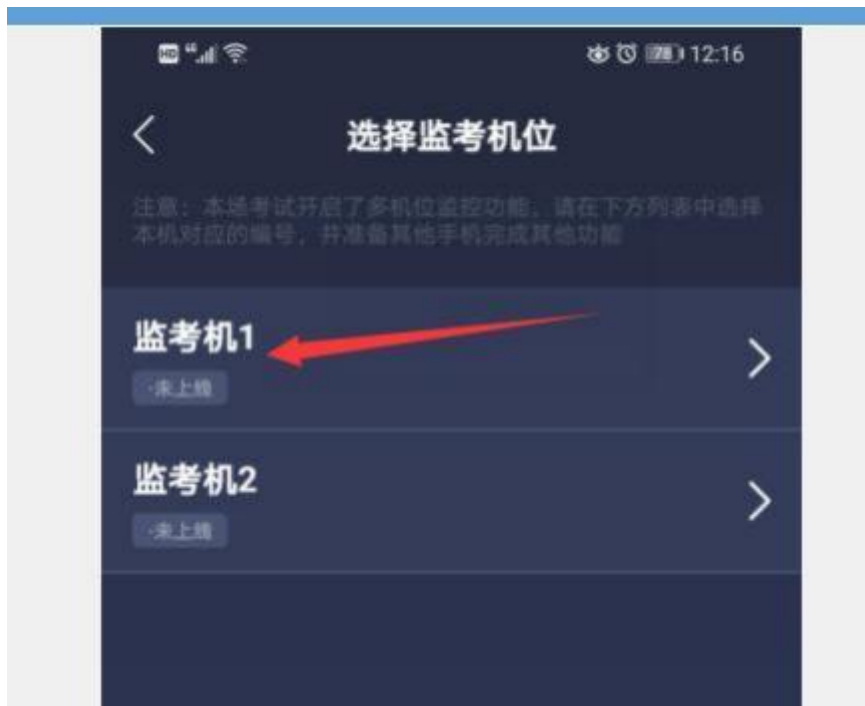 HD 4G 78 12:16
选择监考机位
注意：本场考试开启了多机位监控功能，请在下方列表中选择
本机对应的编号，并准备其他手机完成其他功能
监考机1
·未上线
监考机2
·未上线